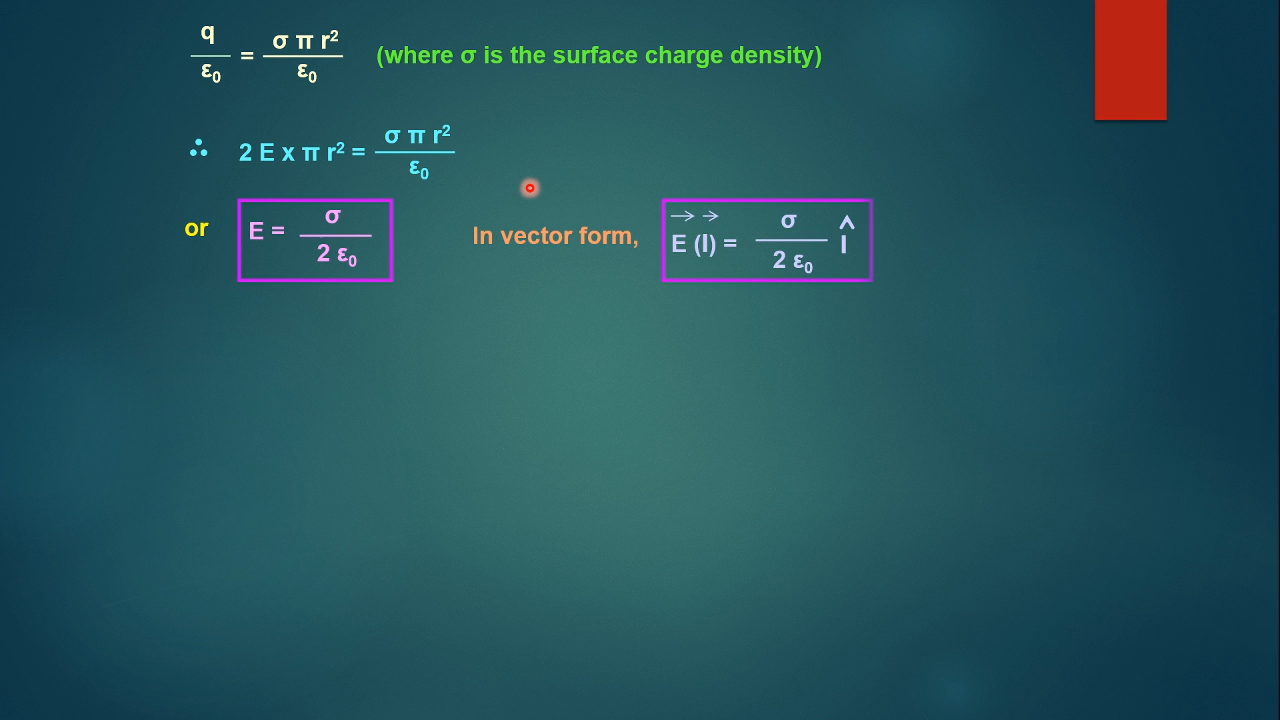 q/ε₀ = σ π r²/ε₀ (where σ is the surface charge density)
∴ 2 E x π r² = σ π r²/ε₀
or E = σ/2 ε₀ In vector form, E⃗ (l⃗) = σ/2 ε₀ l̂